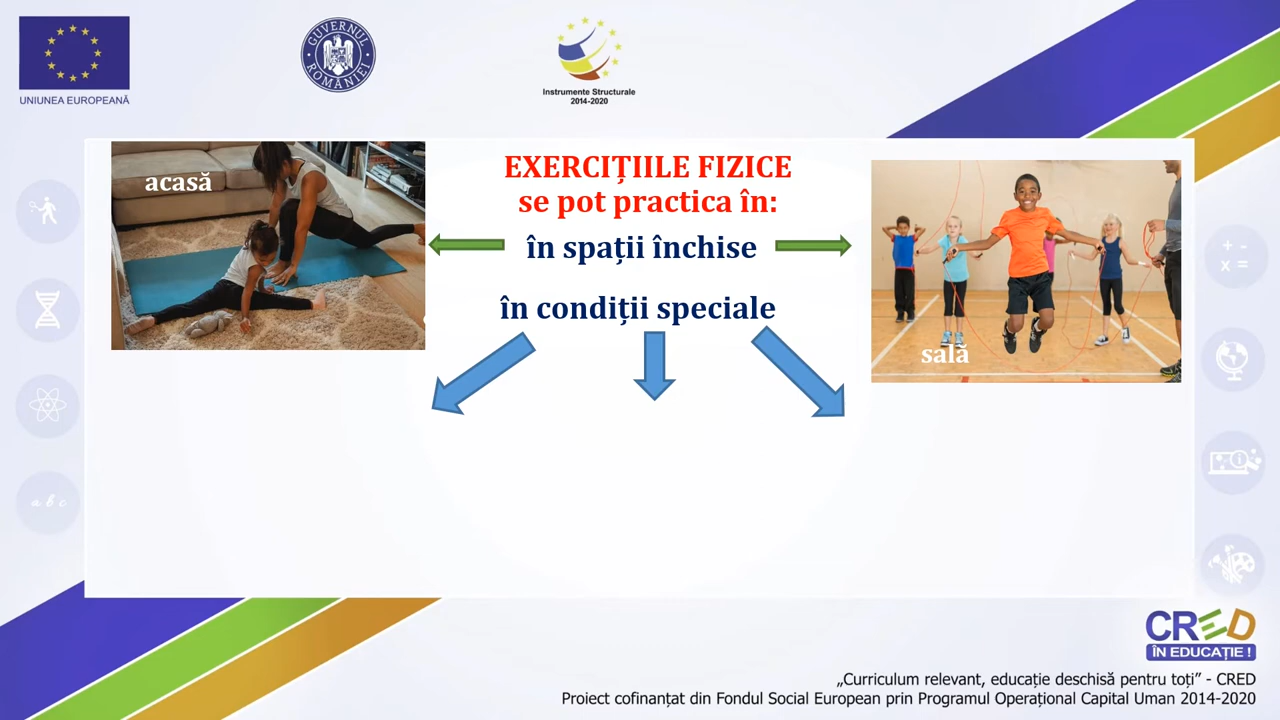 UNIUNEA EUROPEANĂ
GUVERNUL ROMÂNIEI
Instrumente Structurale
2014-2020
acasă
EXERCIȚIILE FIZICE
se pot practica în:
în spații închise
în condiții speciale
sală
+ -
x =
a b c
CRED
ÎN EDUCAȚIE !
„Curriculum relevant, educație deschisă pentru toți” - CRED
Proiect cofinanțat din Fondul Social European prin Programul Operațional Capital Uman 2014-2020